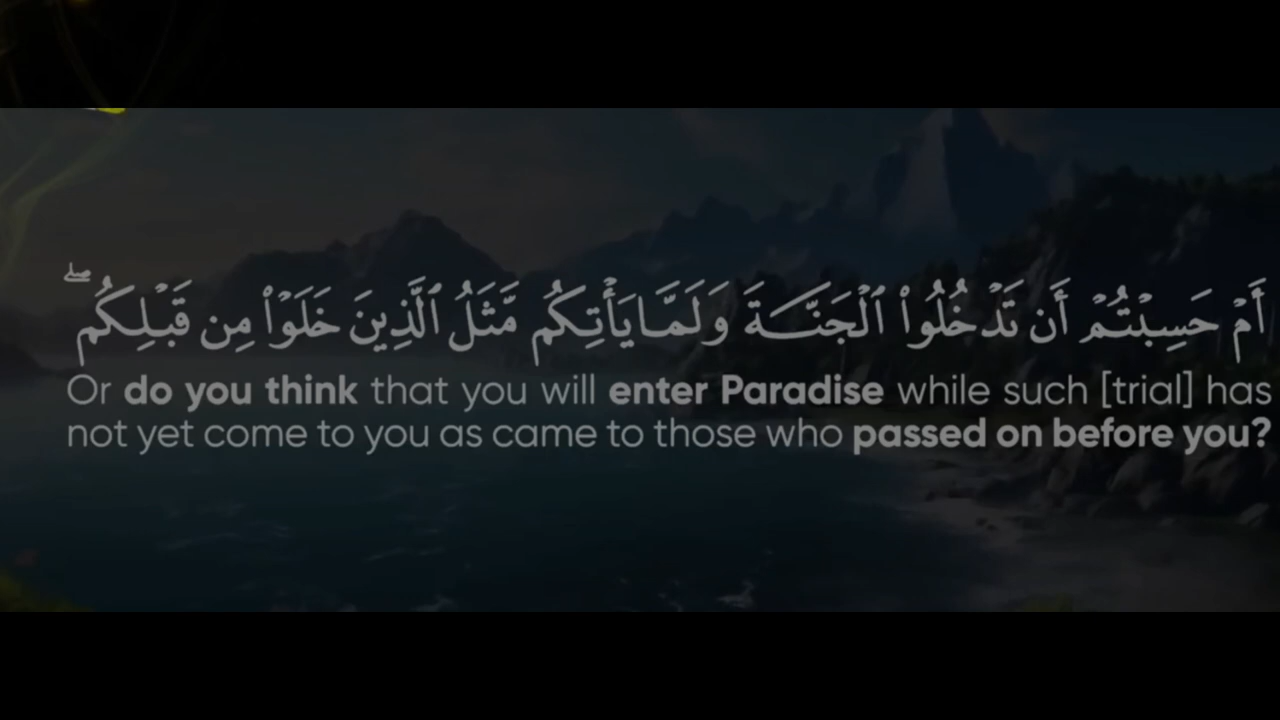 أَمْ حَسِبْتُمْ أَن تَدْخُلُوا۟ ٱلْجَنَّةَ وَلَمَّا يَأْتِكُم مَّثَلُ ٱلَّذِينَ خَلَوْا۟ مِن قَبْلِكُم ۖ
Or do you think that you will enter Paradise while such [trial] has
not yet come to you as came to those who passed on before you?